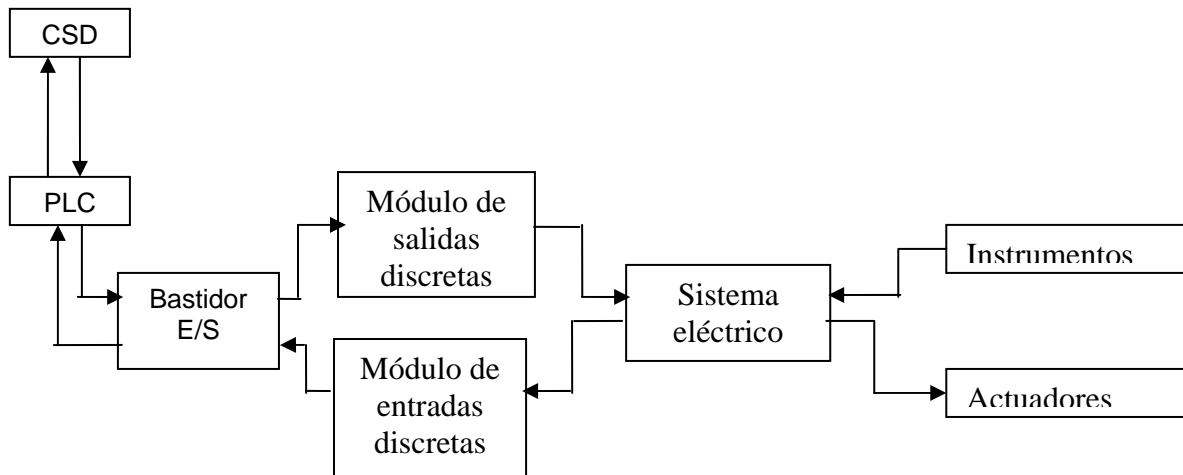 CSD
PLC
Módulo de
salidas
discretas
Bastidor
E/S
Sistema
eléctrico
Instrumentos
Módulo de
entradas
discretas
Actuadores